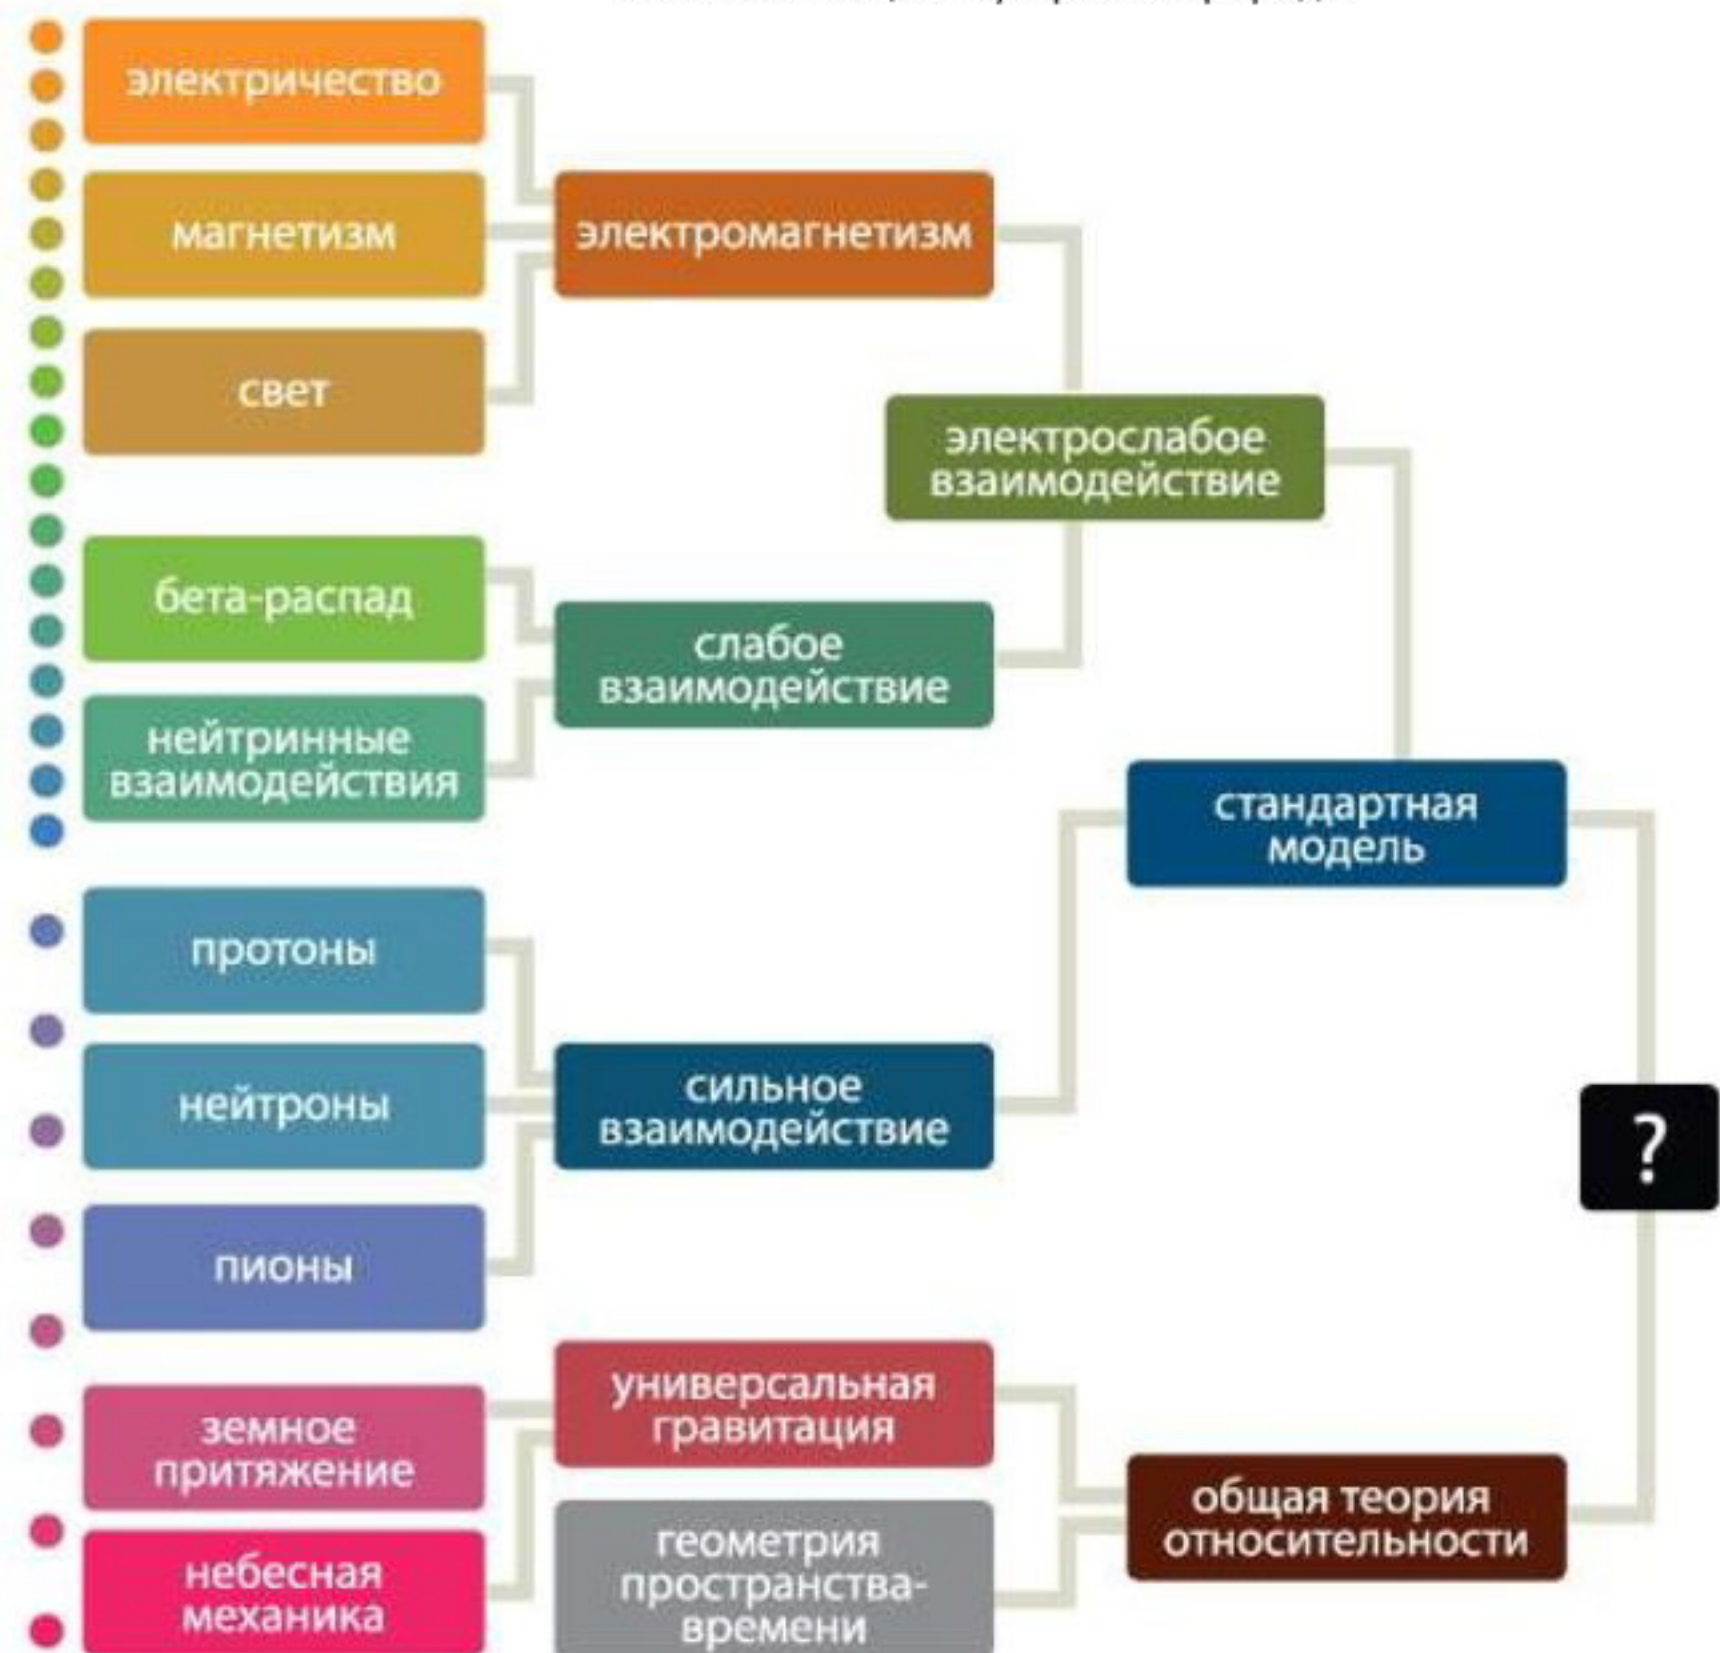 электричество
магнетизм
электромагнетизм
свет
электрослабое
взаимодействие
бета-распад
слабое
взаимодействие
нейтринные
взаимодействия
стандартная
модель
протоны
нейтроны
сильное
взаимодействие
?
пионы
универсальная
гравитация
земное
притяжение
общая теория
относительности
геометрия
пространства-
времени
небесная
механика